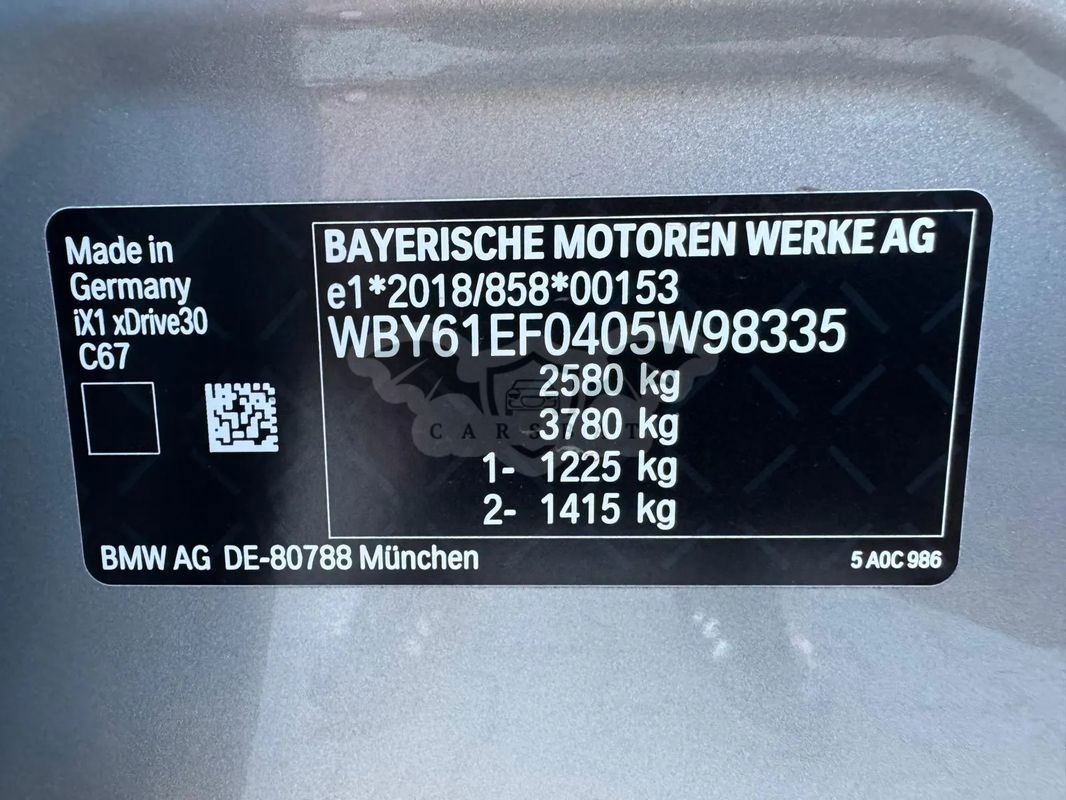 Made in
Germany
iX1 xDrive30
C67
BAYERISCHE MOTOREN WERKE AG
e1*2018/858*00153
WBY61EF0405W98335
2580 kg
3780 kg
1- 1225 kg
2- 1415 kg
BMW AG DE-80788 München
5 A0C 986